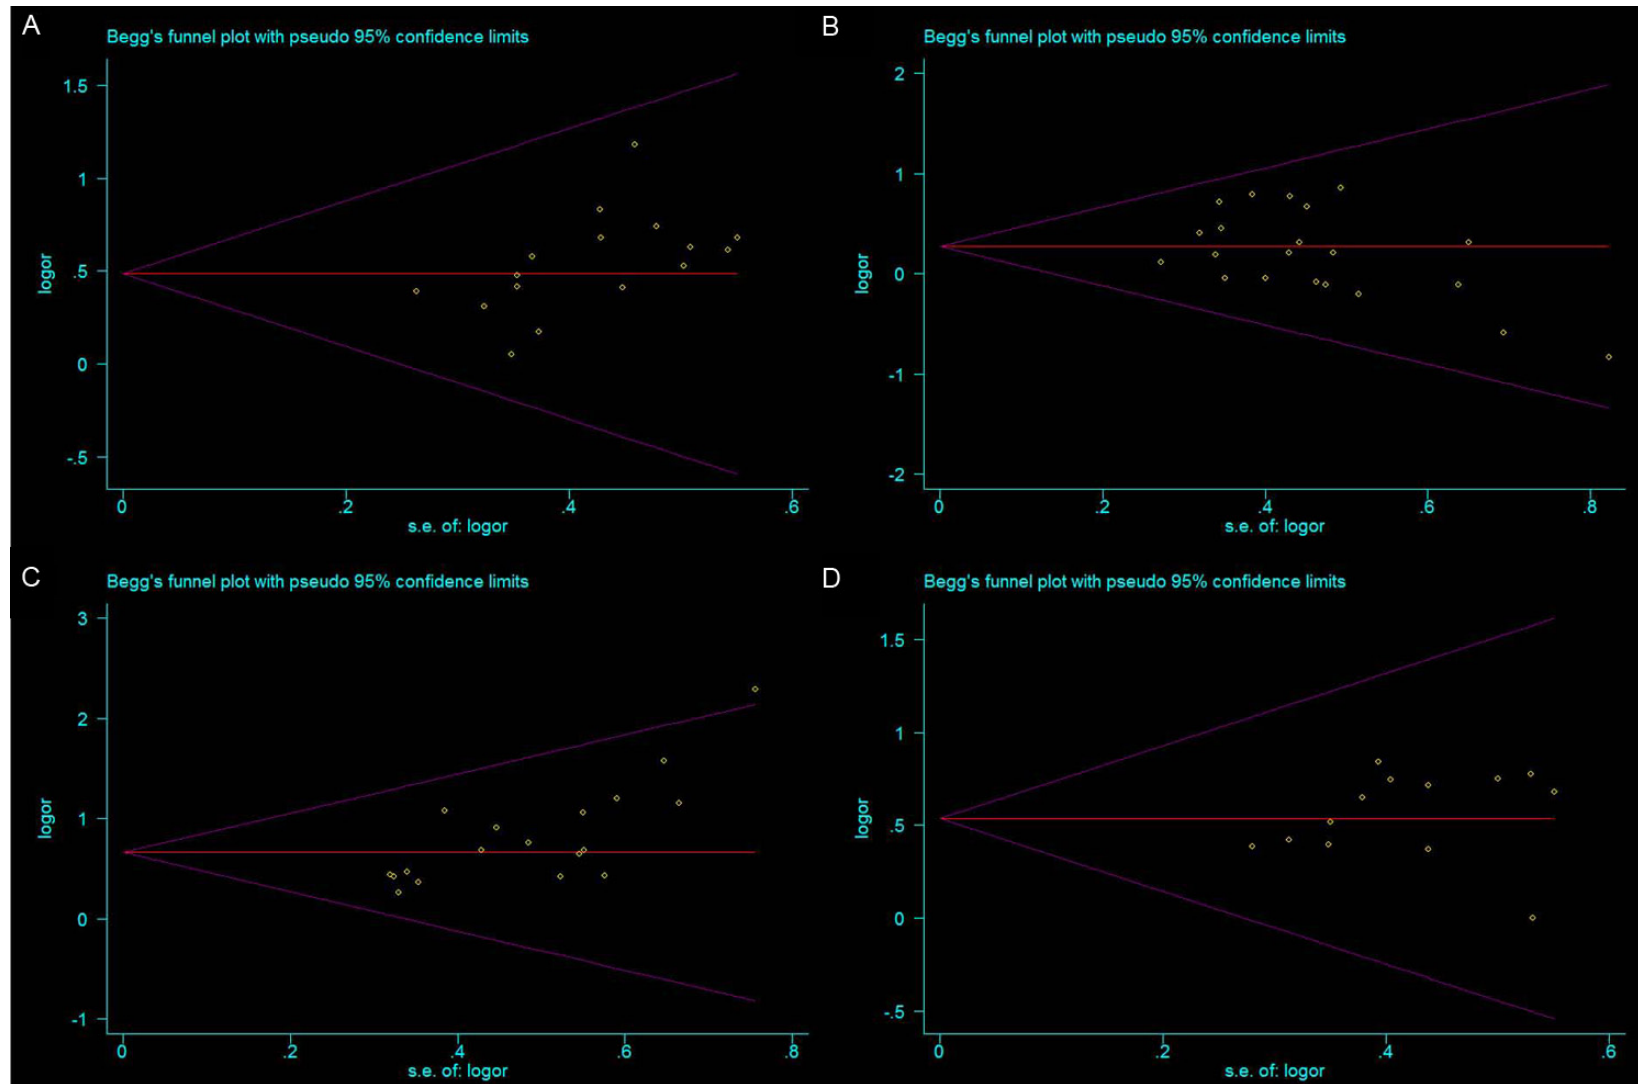 A
Begg's funnel plot with pseudo 95% confidence limits
1.5
1
.5
0
-.5
logor
0 .2 .4 .6
s.e. of: logor
B
Begg's funnel plot with pseudo 95% confidence limits
2
1
0
-1
-2
logor
0 .2 .4 .6 .8
s.e. of: logor
C
Begg's funnel plot with pseudo 95% confidence limits
3
2
1
0
-1
logor
0 .2 .4 .6 .8
s.e. of: logor
D
Begg's funnel plot with pseudo 95% confidence limits
1.5
1
.5
0
-.5
logor
0 .2 .4 .6
s.e. of: logor